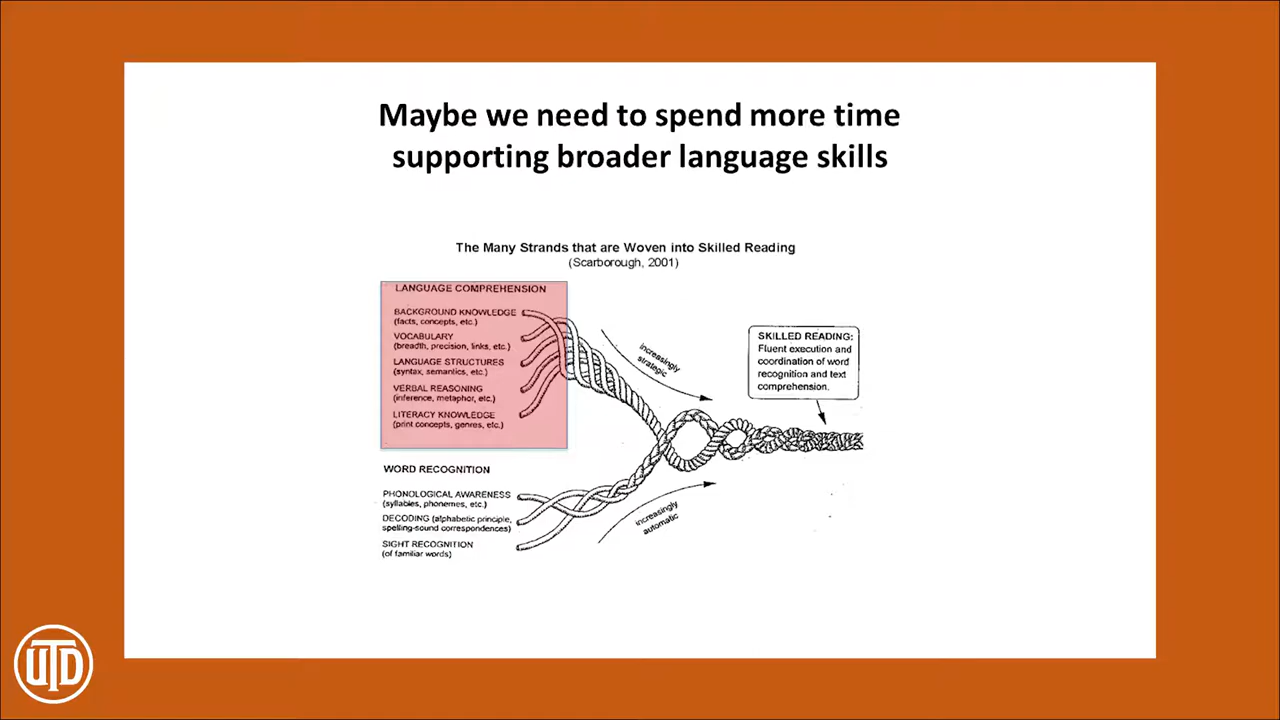 Maybe we need to spend more time
supporting broader language skills
The Many Strands that are Woven into Skilled Reading
(Scarborough, 2001)
LANGUAGE COMPREHENSION
BACKGROUND KNOWLEDGE
(facts, concepts, etc.)
VOCABULARY
(breadth, precision, links, etc.)
LANGUAGE STRUCTURES
(syntax, semantics, etc.)
VERBAL REASONING
(inference, metaphor, etc.)
LITERACY KNOWLEDGE
(print concepts, genres, etc.)
increasingly
strategic
SKILLED READING:
Fluent execution and
coordination of word
recognition and text
comprehension.
WORD RECOGNITION
PHONOLOGICAL AWARENESS
(syllables, phonemes, etc.)
DECODING (alphabetic principle,
spelling-sound correspondences)
SIGHT RECOGNITION
(of familiar words)
increasingly
automatic
UTD